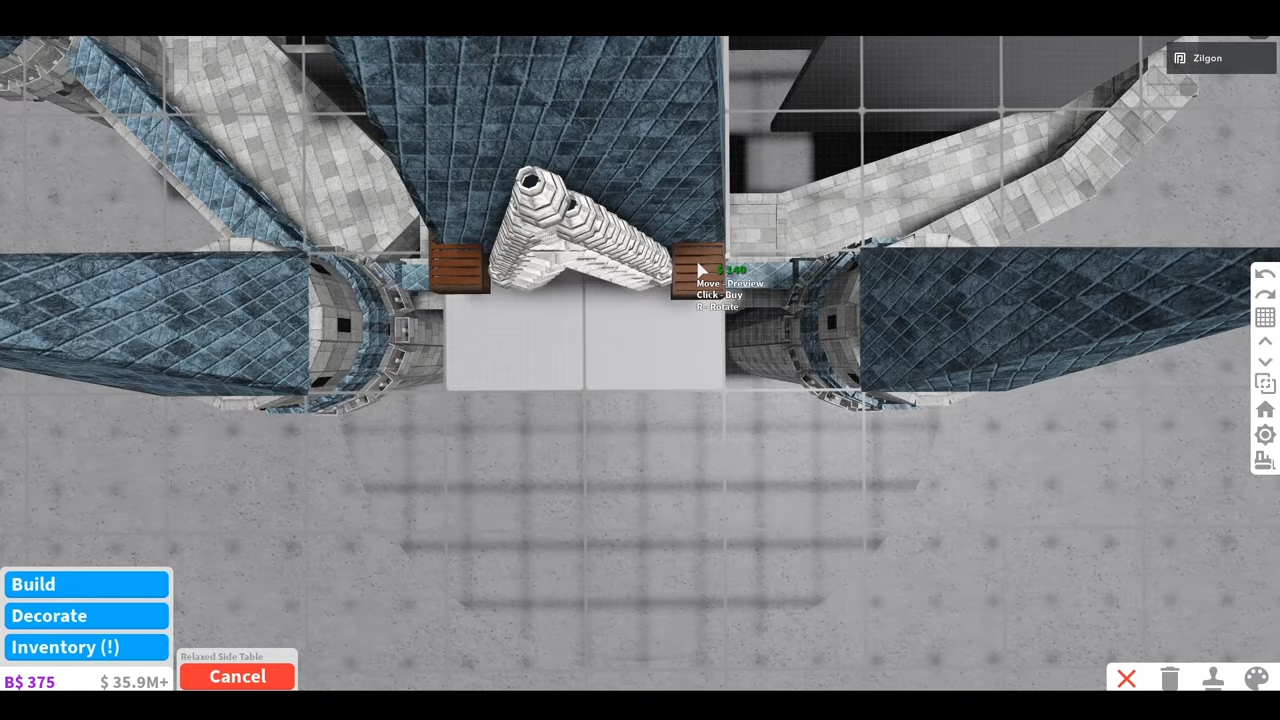 Zilgon
$ 140
Move - Preview
Click - Buy
R - Rotate
Build
Decorate
Inventory (!)
B$ 375 $ 35.9M+
Relaxed Side Table
Cancel